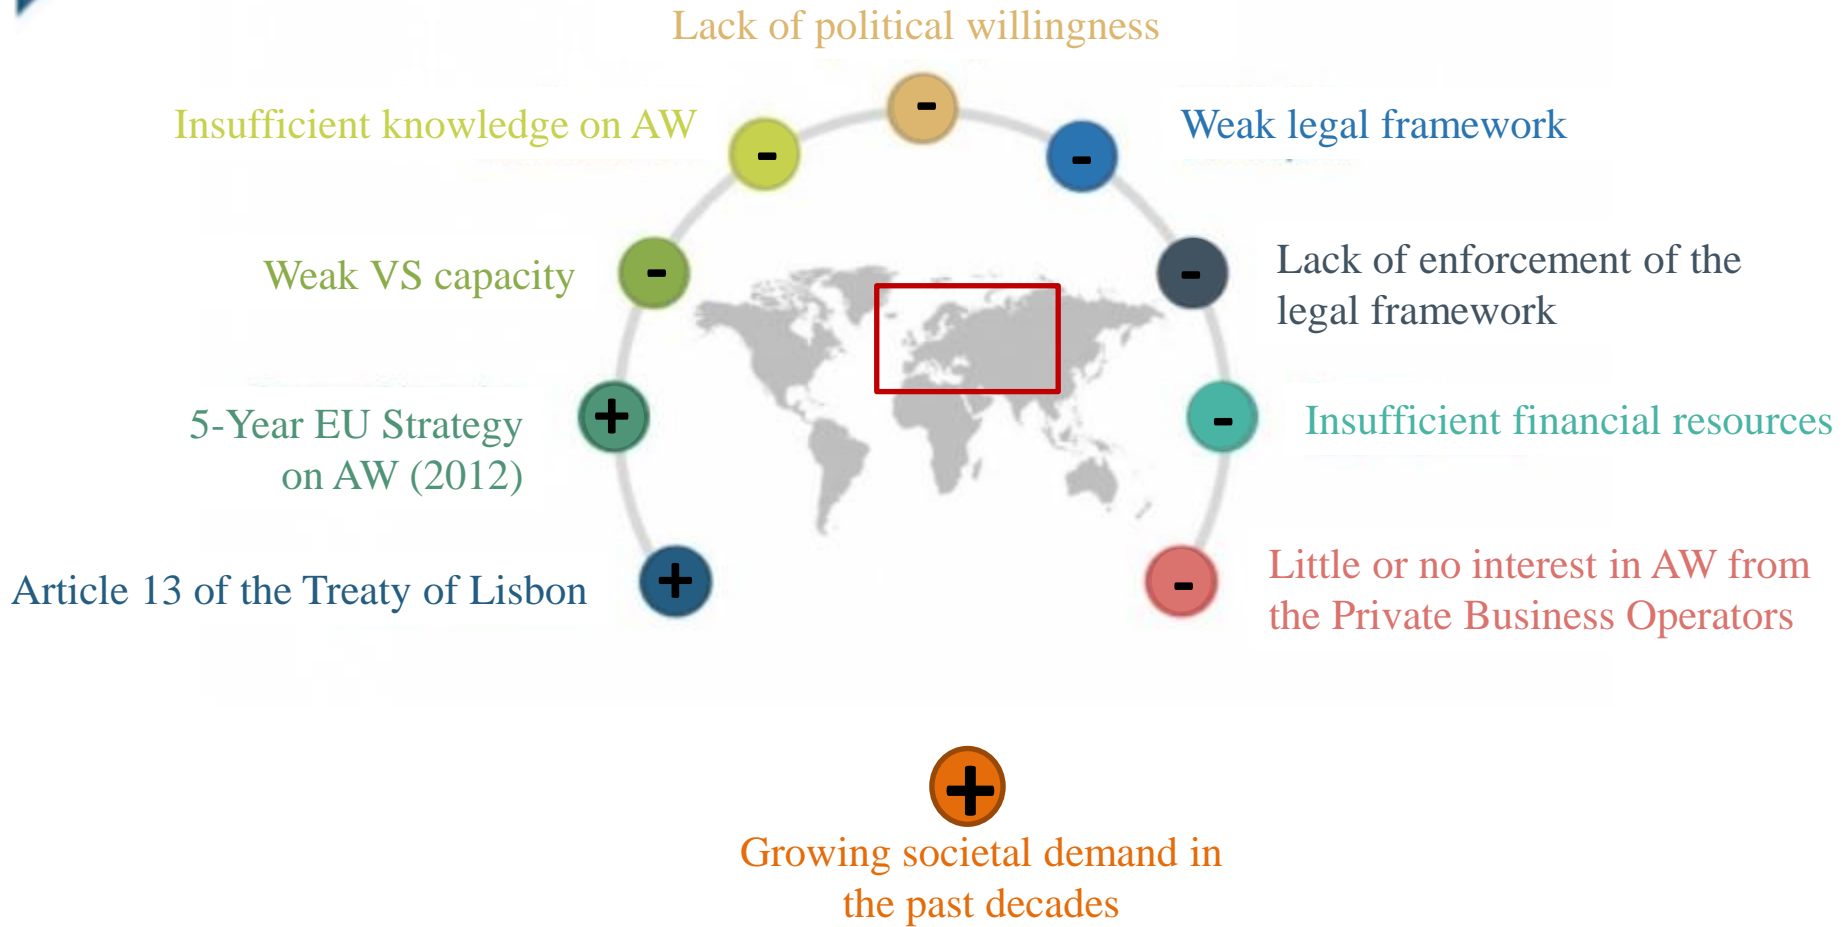 Lack of political willingness
-
Insufficient knowledge on AW
-
Weak legal framework
-
Weak VS capacity
-
Lack of enforcement of the
legal framework
-
5-Year EU Strategy
on AW (2012)
+
Insufficient financial resources
-
Article 13 of the Treaty of Lisbon
+
Little or no interest in AW from
the Private Business Operators
-
+
Growing societal demand in
the past decades